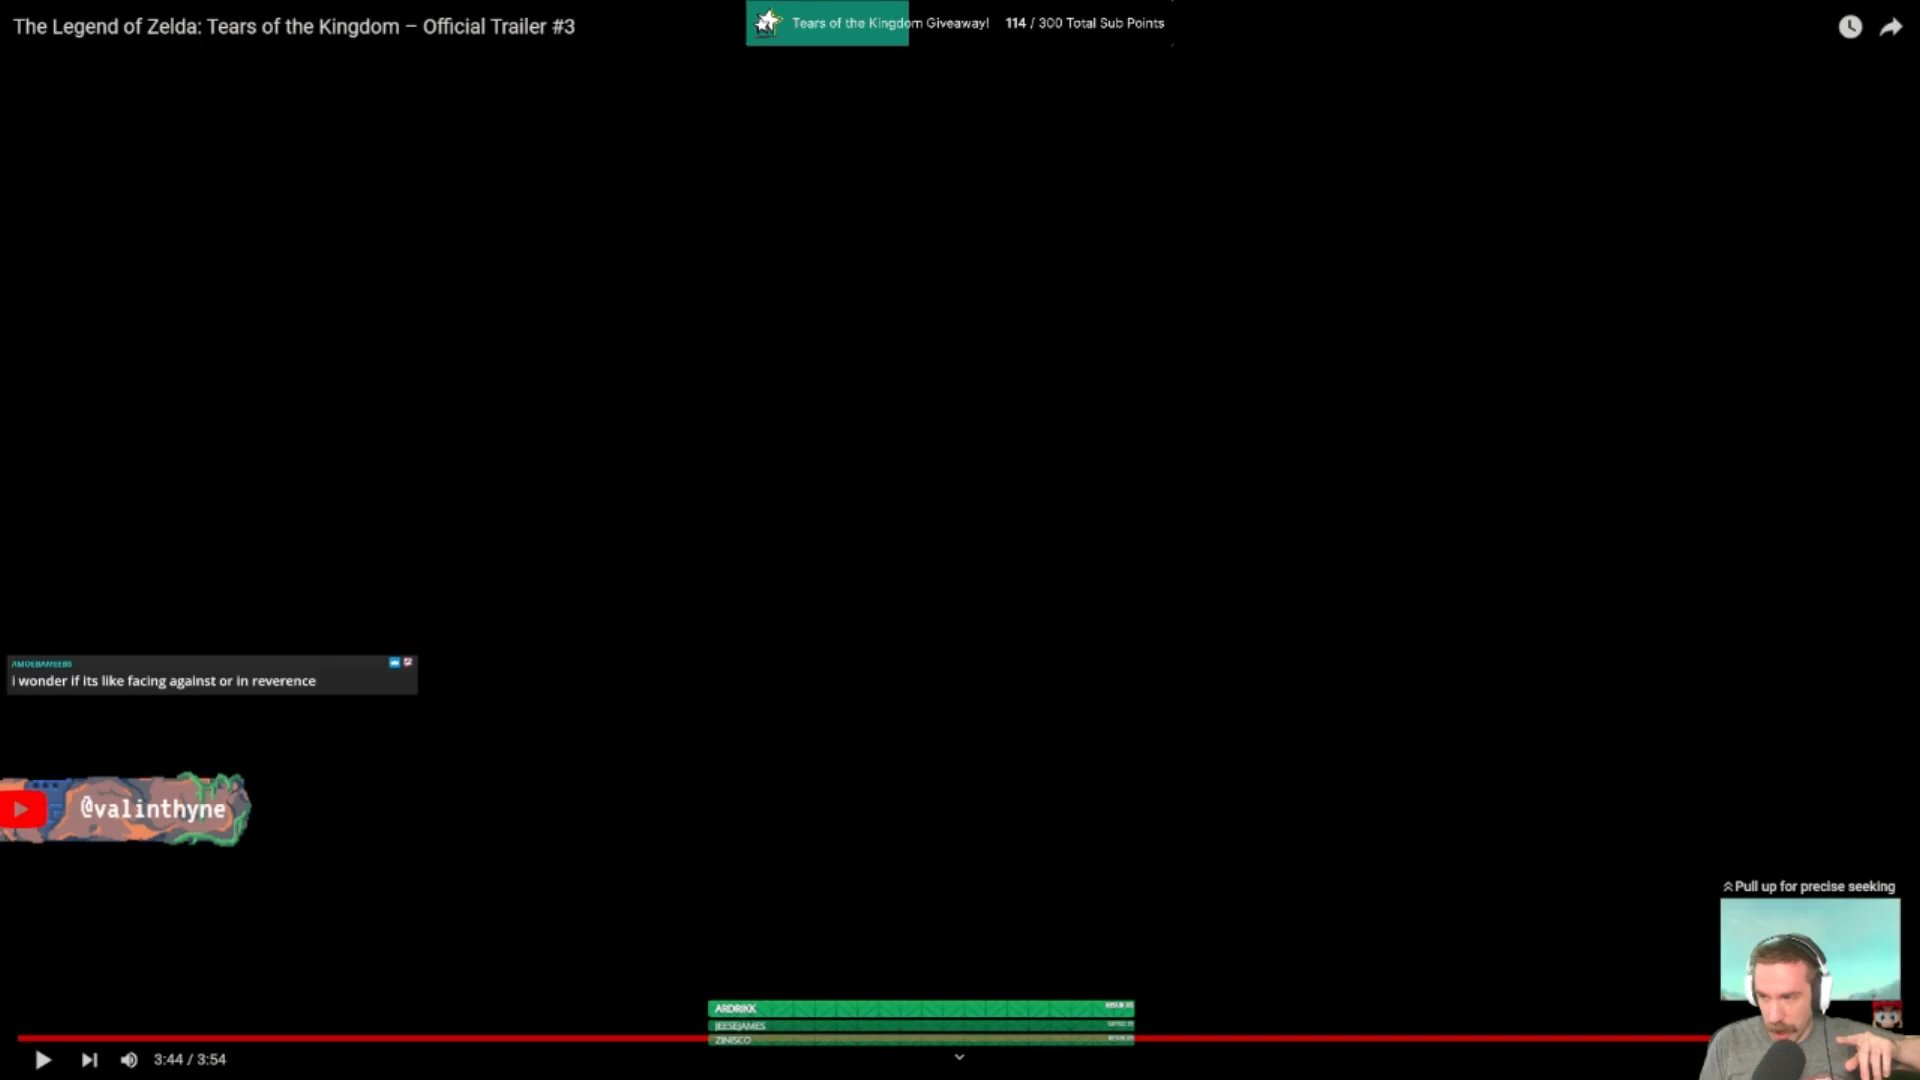 The Legend of Zelda: Tears of the Kingdom – Official Trailer #3
Tears of the Kingdom Giveaway! 114 / 300 Total Sub Points
i wonder if its like facing against or in reverence
@valinthyne
Pull up for precise seeking
ARDRIKK
JEESEJAMES
ZINISCO
3:44 / 3:54